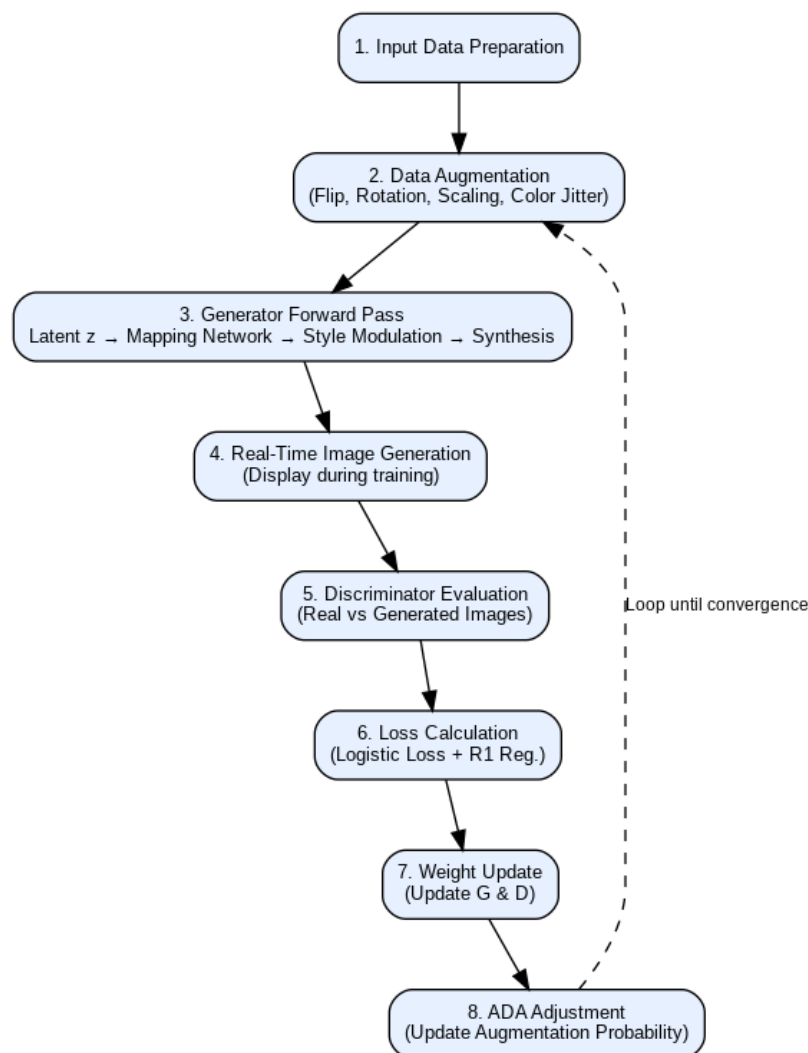 1. Input Data Preparation
2. Data Augmentation
(Flip, Rotation, Scaling, Color Jitter)
3. Generator Forward Pass
Latent z → Mapping Network → Style Modulation → Synthesis
4. Real-Time Image Generation
(Display during training)
5. Discriminator Evaluation
(Real vs Generated Images)
Loop until convergence
6. Loss Calculation
(Logistic Loss + R1 Reg.)
7. Weight Update
(Update G & D)
8. ADA Adjustment
(Update Augmentation Probability)